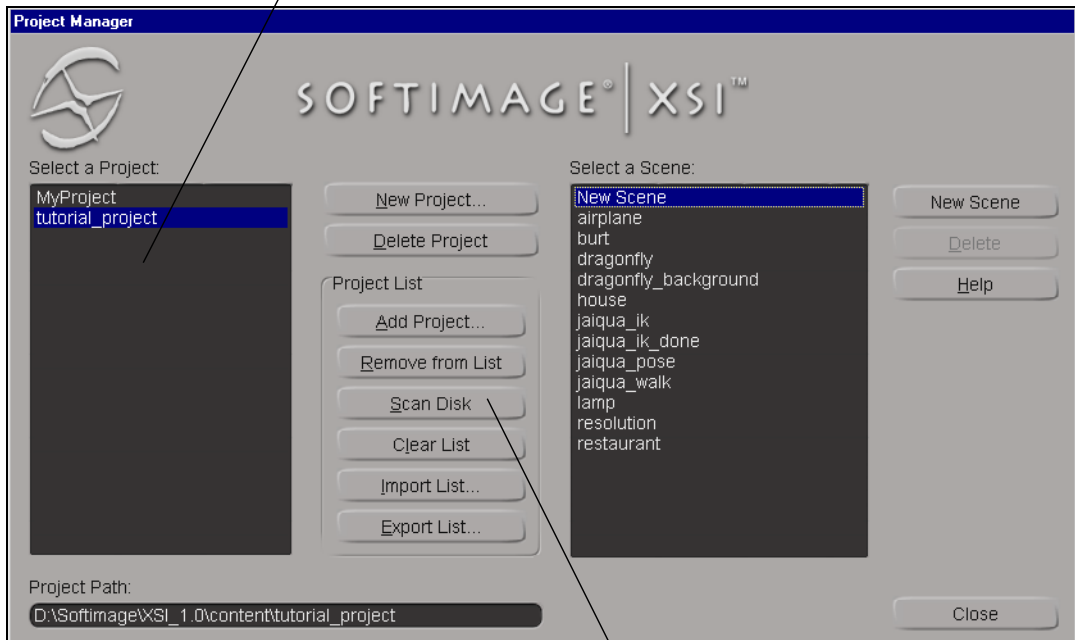 Project Manager
SOFTIMAGE® | XSI™
Select a Project:
MyProject
tutorial_project
New Project...
Delete Project
Project List
Add Project...
Remove from List
Scan Disk
Clear List
Import List...
Export List...
Select a Scene:
New Scene
airplane
burt
dragonfly
dragonfly_background
house
jaiqua_ik
jaiqua_ik_done
jaiqua_pose
jaiqua_walk
lamp
resolution
restaurant
New Scene
Delete
Help
Project Path:
D:\Softimage\XSI_1.0\content\tutorial_project
Close